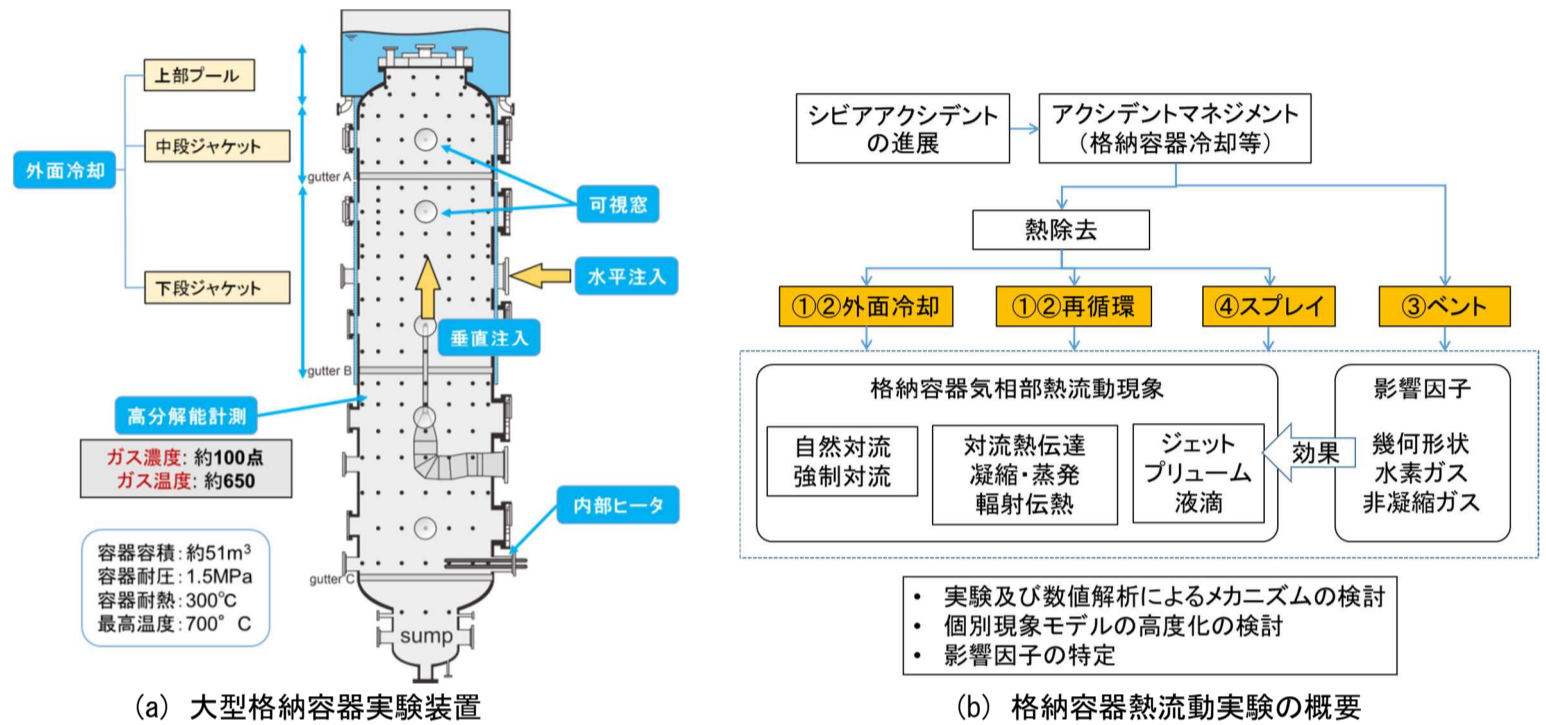 上部プール
中段ジャケット
外面冷却
下段ジャケット
gutter A
可視窓
水平注入
垂直注入
gutter B
高分解能計測
ガス濃度: 約100点
ガス温度: 約650
内部ヒータ
容器容積：約51m³
容器耐圧：1.5MPa
容器耐熱：300℃
最高温度：700° C
gutter C
sump
(a) 大型格納容器実験装置
シビアアクシデント
の進展
アクシデントマネジメント
（格納容器冷却等）
熱除去
①②外面冷却
①②再循環
④スプレイ
③ベント
格納容器気相部熱流動現象
自然対流
強制対流
対流熱伝達
凝縮・蒸発
輻射伝熱
ジェット
プリューム
液滴
効果
影響因子
幾何形状
水素ガス
非凝縮ガス
• 実験及び数値解析によるメカニズムの検討
• 個別現象モデルの高度化の検討
• 影響因子の特定
(b) 格納容器熱流動実験の概要